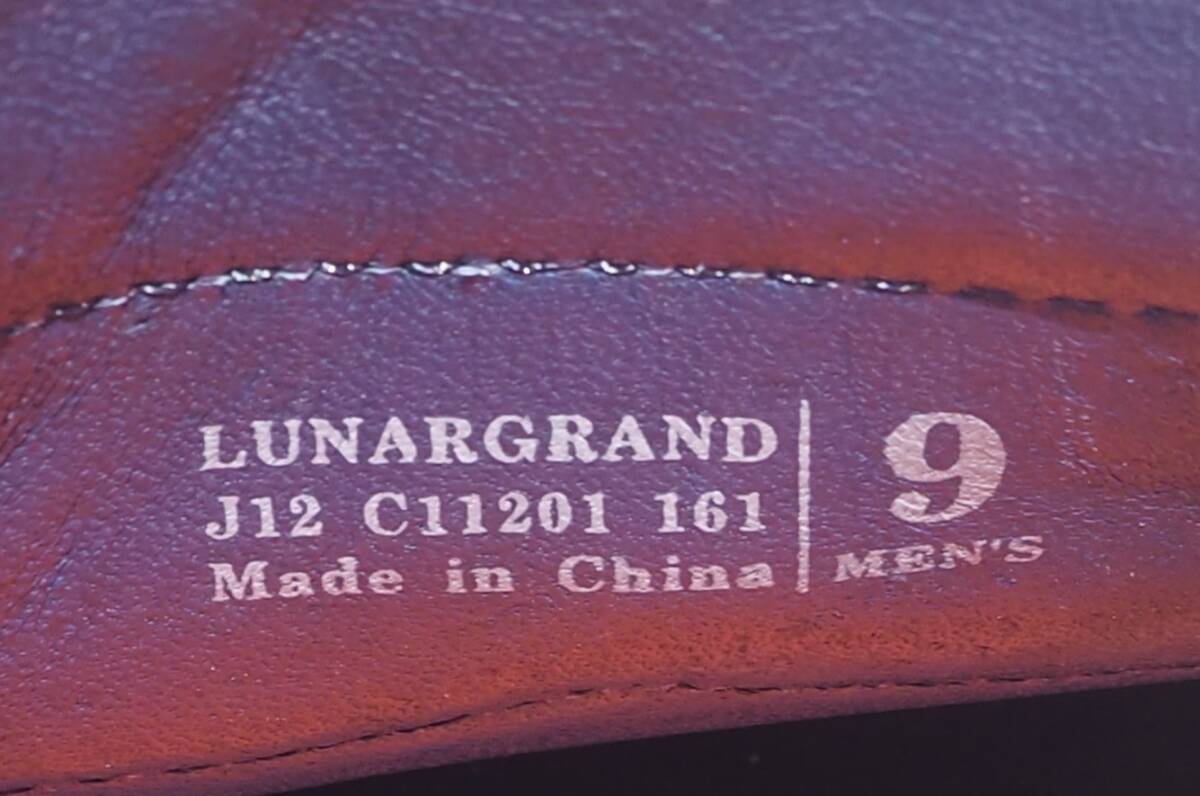 LUNARGRAND
J12 C11201 161
Made in China
9
MEN'S